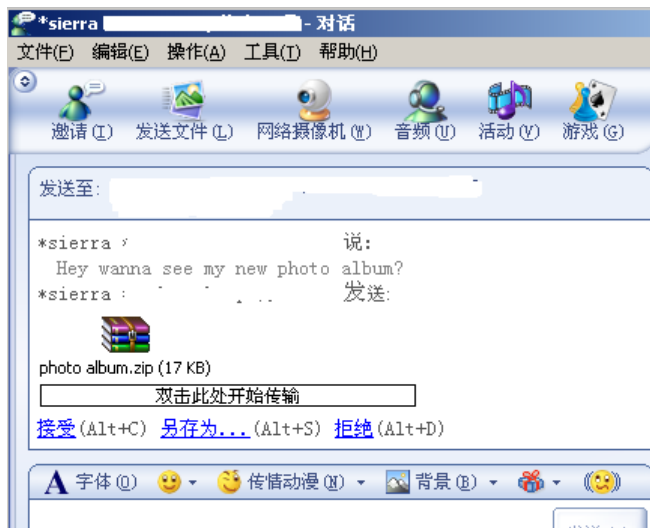 *sierra - 对话
文件(F) 编辑(E) 操作(A) 工具(T) 帮助(H)
邀请(I) 发送文件(L) 网络摄像机(W) 音频(U) 活动(V) 游戏(G)
发送至:
*sierra 说:
Hey wanna see my new photo album?
*sierra 发送:
photo album.zip (17 KB)
双击此处开始传输
接受(Alt+C) 另存为...(Alt+S) 拒绝(Alt+D)
A 字体(O) 传情动漫(N) 背景(B)